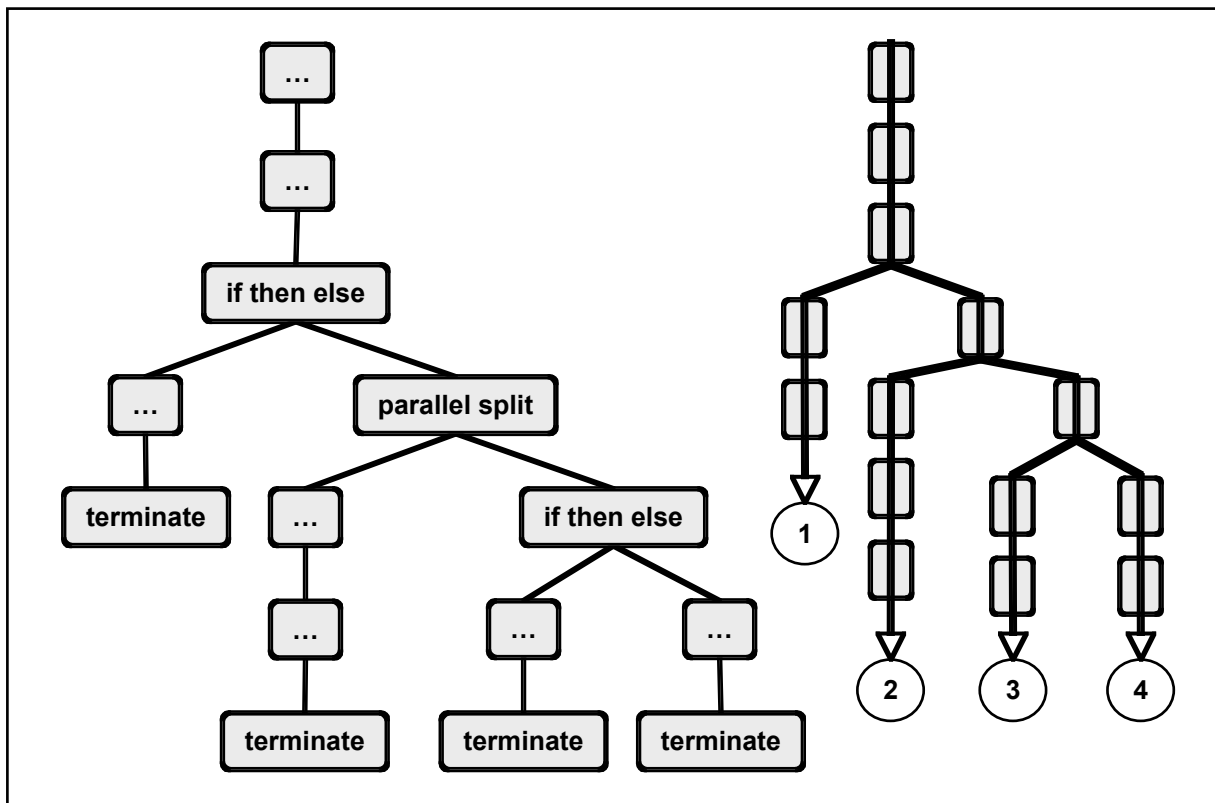 …
…
if then else
… parallel split
terminate … if then else
1
… … …
terminate terminate terminate
2 3 4